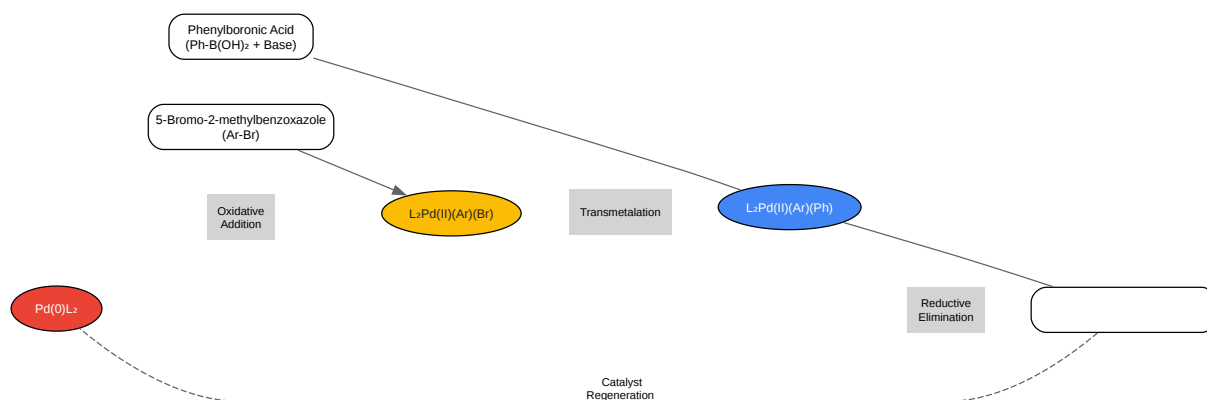 Phenylboronic Acid
(Ph-B(OH)₂ + Base)
5-Bromo-2-methylbenzoxazole
(Ar-Br)
Oxidative
Addition
L₂Pd(II)(Ar)(Br)
Transmetalation
L₂Pd(II)(Ar)(Ph)
Pd(0)L₂
Reductive
Elimination
Catalyst
Regeneration